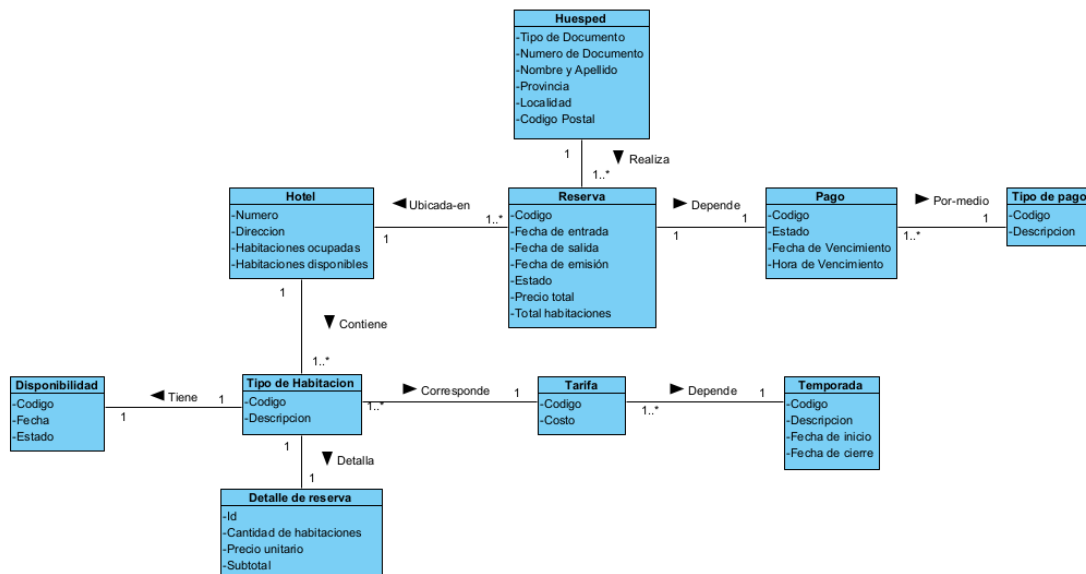 Huesped
-Tipo de Documento
-Numero de Documento
-Nombre y Apellido
-Provincia
-Localidad
-Codigo Postal
1
Realiza
1..*
Hotel
-Numero
-Direccion
-Habitaciones ocupadas
-Habitaciones disponibles
Ubicada-en
1
1..*
Reserva
-Codigo
-Fecha de entrada
-Fecha de salida
-Fecha de emisión
-Estado
-Precio total
-Total habitaciones
Depende
1
1
Pago
-Codigo
-Estado
-Fecha de Vencimiento
-Hora de Vencimiento
Por-medio
1..*
1
Tipo de pago
-Codigo
-Descripcion
1
Contiene
1..*
Disponibilidad
-Codigo
-Fecha
-Estado
Tiene
1
1
Tipo de Habitacion
-Codigo
-Descripcion
Corresponde
1..*
1
Tarifa
-Codigo
-Costo
Depende
1..*
1
Temporada
-Codigo
-Descripcion
-Fecha de inicio
-Fecha de cierre
1
Detalla
1
Detalle de reserva
-Id
-Cantidad de habitaciones
-Precio unitario
-Subtotal